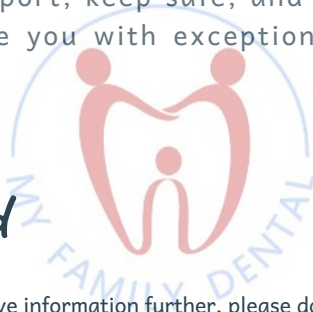 port, keep safe, and
e you with exception
d
MY FAMILY DENTAL
ve information further, please do